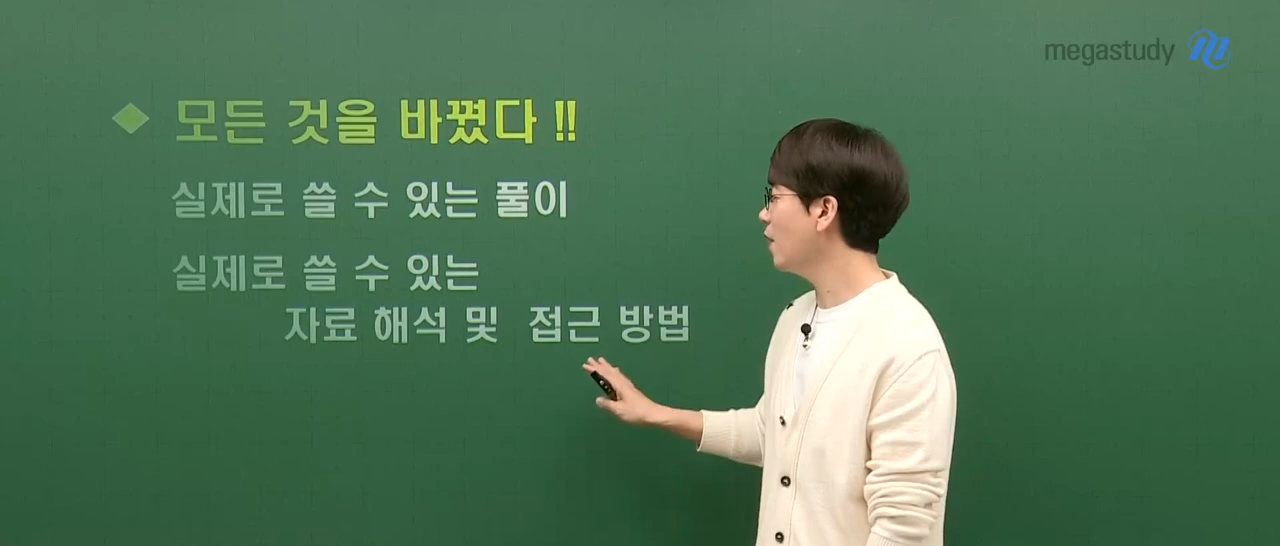 megastudy
모든 것을 바꿨다 !!
실제로 쓸 수 있는 풀이
실제로 쓸 수 있는
자료 해석 및 접근 방법